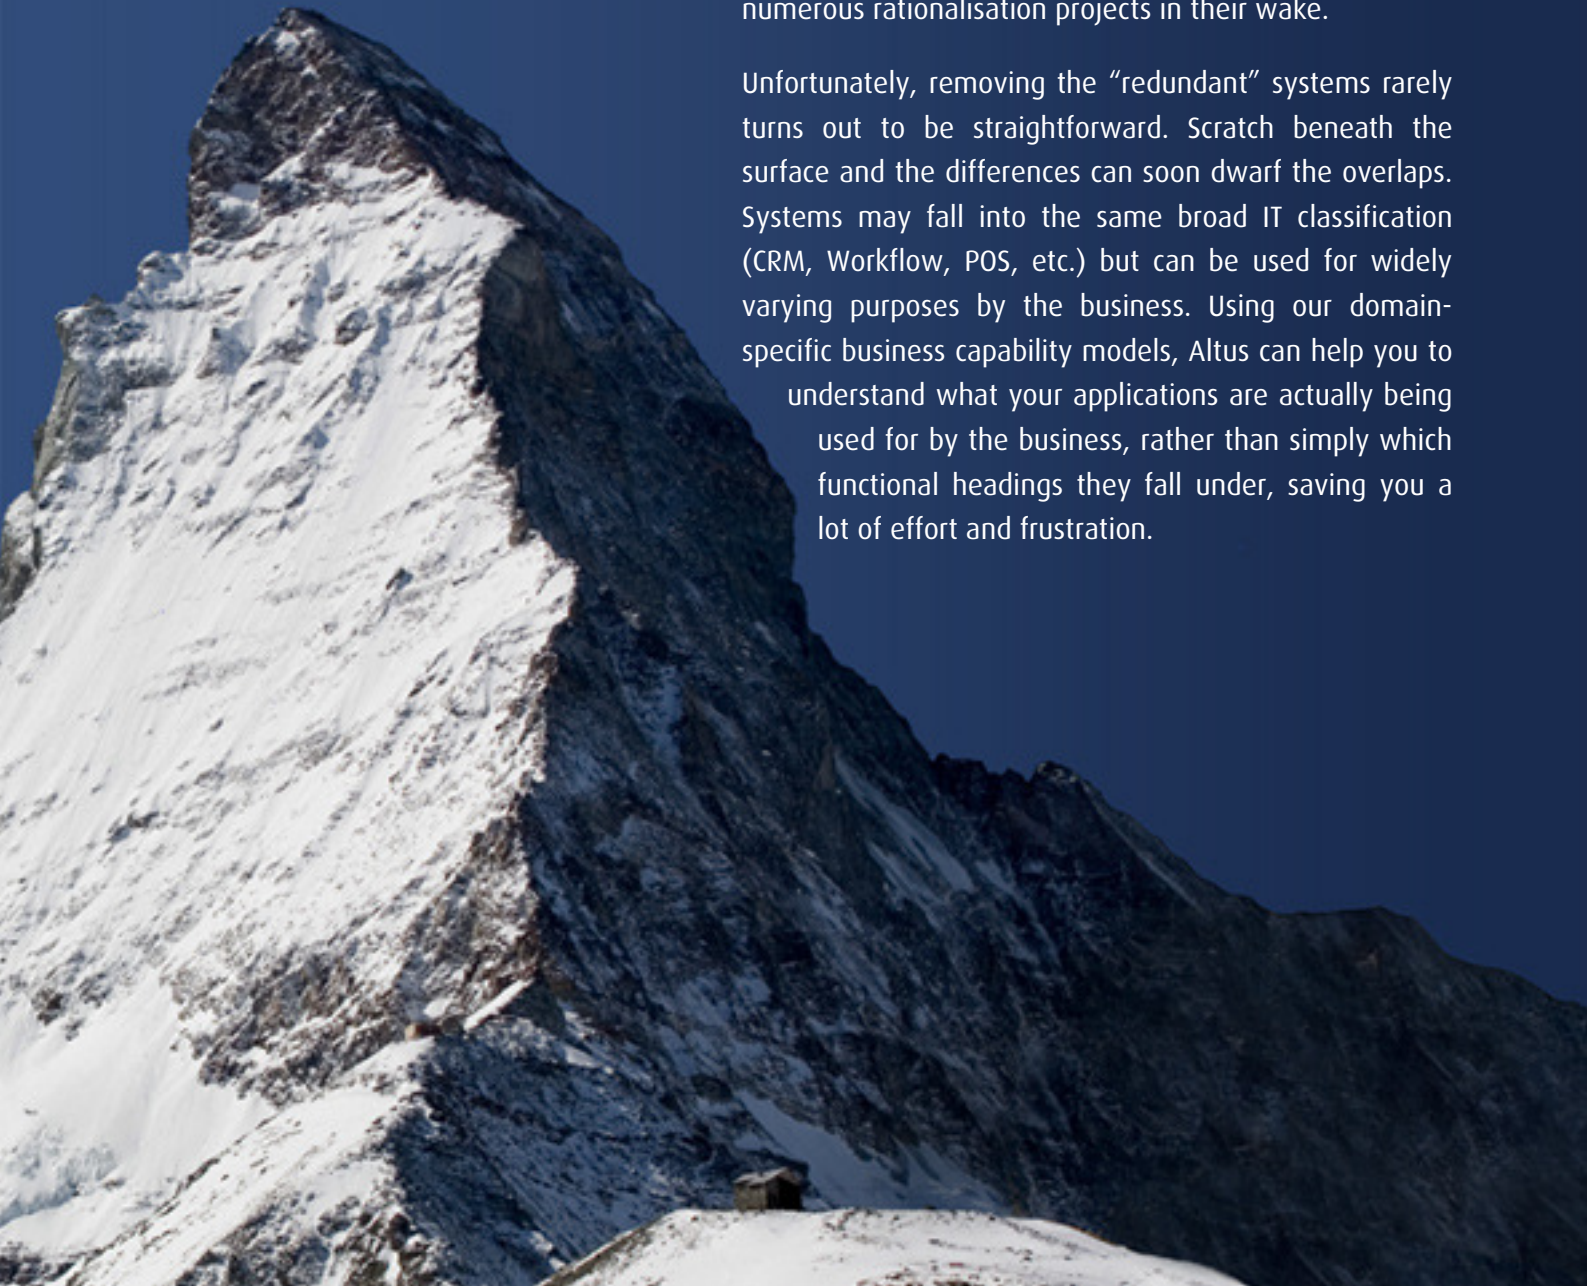 numerous rationalisation projects in their wake.
Unfortunately, removing the “redundant” systems rarely
turns out to be straightforward. Scratch beneath the
surface and the differences can soon dwarf the overlaps.
Systems may fall into the same broad IT classification
(CRM, Workflow, POS, etc.) but can be used for widely
varying purposes by the business. Using our domain-
specific business capability models, Altus can help you to
understand what your applications are actually being
used for by the business, rather than simply which
functional headings they fall under, saving you a
lot of effort and frustration.